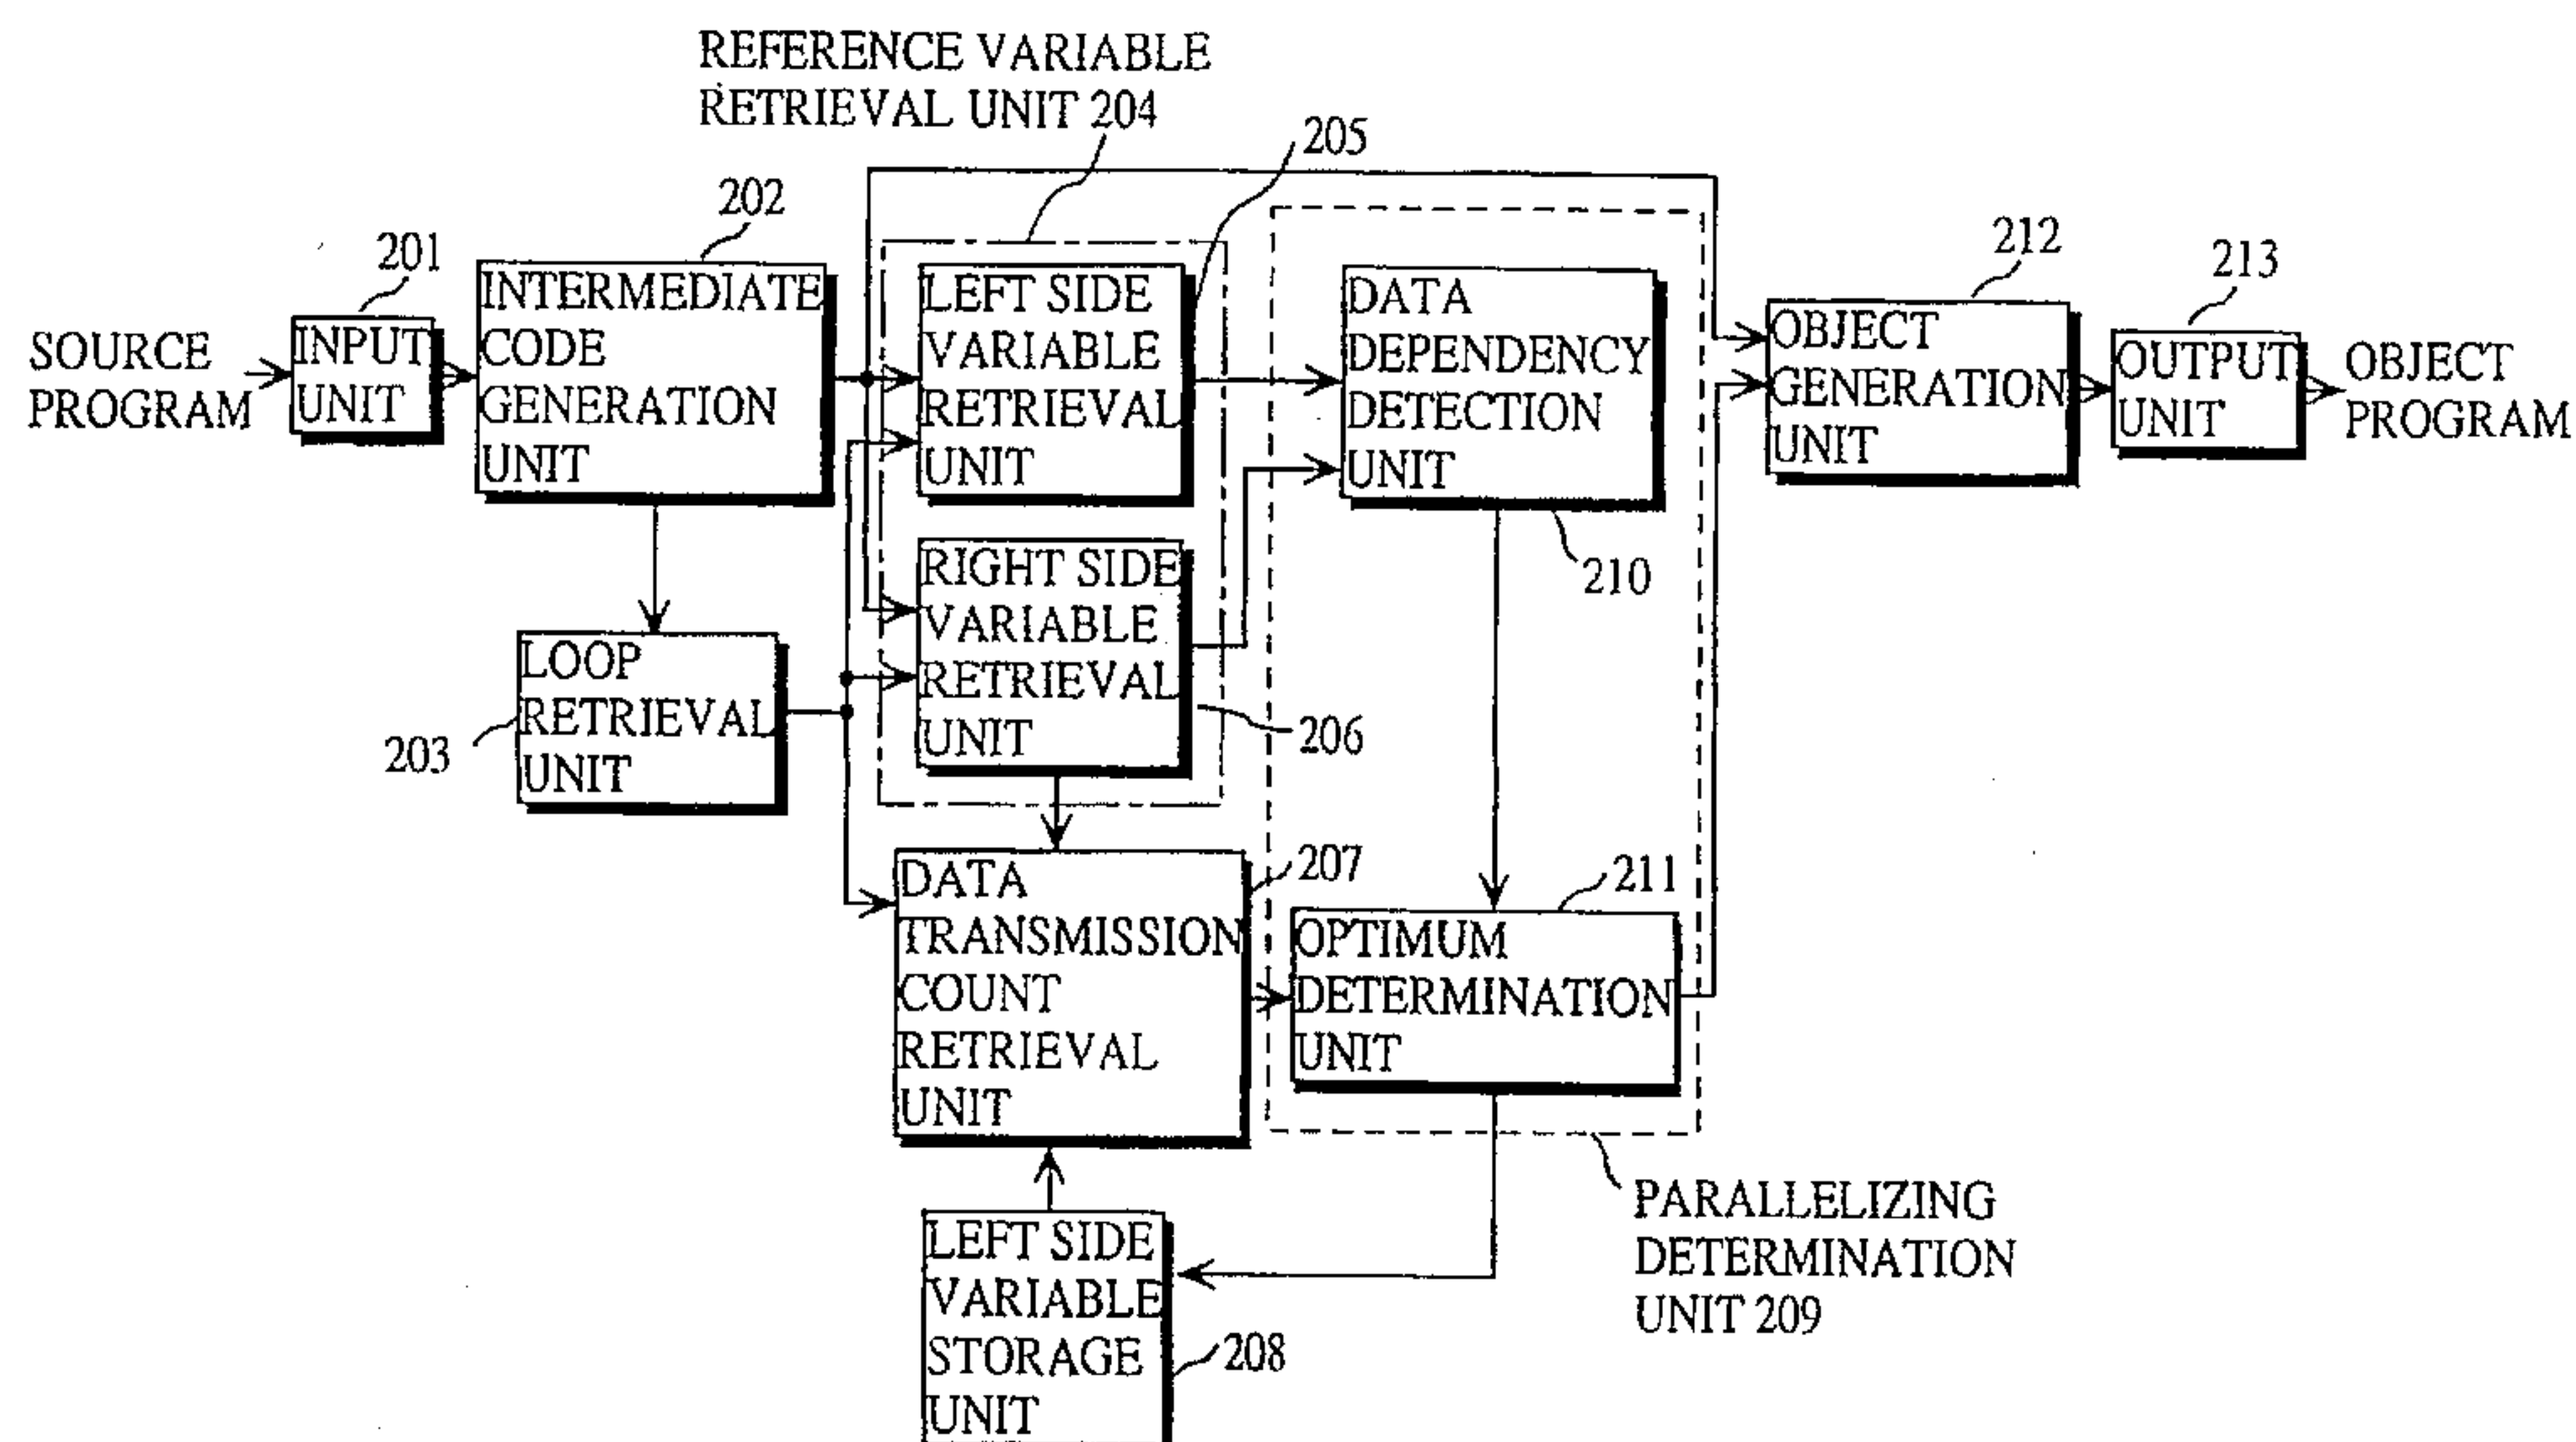 REFERENCE VARIABLE
RETRIEVAL UNIT 204
205
202
201
212
213
SOURCE
PROGRAM
INPUT
UNIT
INTERMEDIATE
CODE
GENERATION
UNIT
LEFT SIDE
VARIABLE
RETRIEVAL
UNIT
DATA
DEPENDENCY
DETECTION
UNIT
OBJECT
GENERATION
UNIT
OUTPUT
UNIT
OBJECT
PROGRAM
210
RIGHT SIDE
VARIABLE
RETRIEVAL
UNIT
206
LOOP
RETRIEVAL
UNIT
203
DATA
TRANSMISSION
COUNT
RETRIEVAL
UNIT
207
211
OPTIMUM
DETERMINATION
UNIT
PARALLELIZING
DETERMINATION
UNIT 209
LEFT SIDE
VARIABLE
STORAGE
UNIT
208